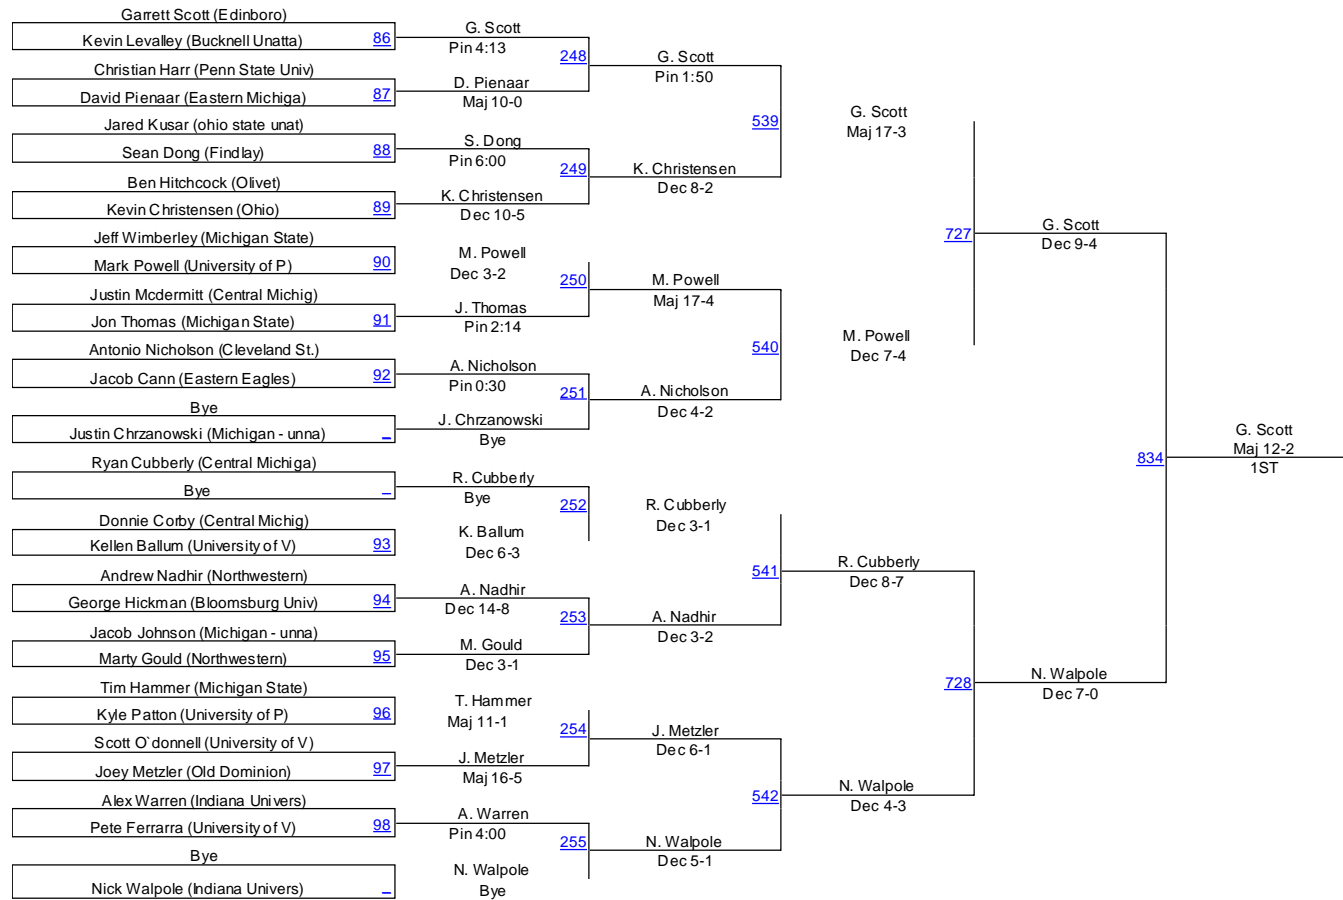 Garrett Scott (Edinboro)
Kevin Levalley (Bucknell Unatta)
86
Christian Harr (Penn State Univ)
David Pienaar (Eastern Michiga)
87
Jared Kusar (ohio state unat)
Sean Dong (Findlay)
88
Ben Hitchcock (Olivet)
Kevin Christensen (Ohio)
89
Jeff Wimberley (Michigan State)
Mark Powell (University of P)
90
Justin Mcdermitt (Central Michig)
Jon Thomas (Michigan State)
91
Antonio Nicholson (Cleveland St.)
Jacob Cann (Eastern Eagles)
92
Bye
Justin Chrzanowski (Michigan - unna)
_
Ryan Cubberly (Central Michiga)
Bye
_
Donnie Corby (Central Michig)
Kellen Ballum (University of V)
93
Andrew Nadhir (Northwestern)
George Hickman (Bloomsburg Univ)
94
Jacob Johnson (Michigan - unna)
Marty Gould (Northwestern)
95
Tim Hammer (Michigan State)
Kyle Patton (University of P)
96
Scott O`donnell (University of V)
Joey Metzler (Old Dominion)
97
Alex Warren (Indiana Univers)
Pete Ferrarra (University of V)
98
Bye
Nick Walpole (Indiana Univers)
_
G. Scott
Pin 4:13
248
D. Pienaar
Maj 10-0
S. Dong
Pin 6:00
249
K. Christensen
Dec 10-5
M. Powell
Dec 3-2
250
J. Thomas
Pin 2:14
A. Nicholson
Pin 0:30
251
J. Chrzanowski
Bye
R. Cubberly
Bye
252
K. Ballum
Dec 6-3
A. Nadhir
Dec 14-8
253
M. Gould
Dec 3-1
T. Hammer
Maj 11-1
254
J. Metzler
Maj 16-5
A. Warren
Pin 4:00
255
N. Walpole
Bye
G. Scott
Pin 1:50
539
K. Christensen
Dec 8-2
M. Powell
Maj 17-4
540
A. Nicholson
Dec 4-2
R. Cubberly
Dec 3-1
541
A. Nadhir
Dec 3-2
J. Metzler
Dec 6-1
542
N. Walpole
Dec 5-1
G. Scott
Maj 17-3
727
M. Powell
Dec 7-4
R. Cubberly
Dec 8-7
728
N. Walpole
Dec 4-3
G. Scott
Dec 9-4
834
N. Walpole
Dec 7-0
G. Scott
Maj 12-2
1ST